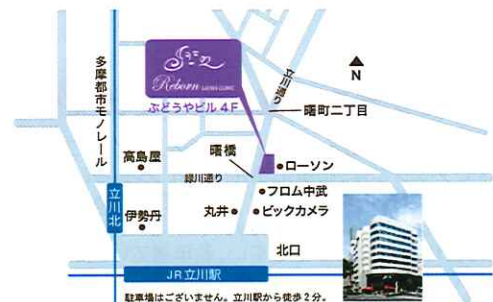 多摩都市モノレール
Reborn
ぶどうやビル 4F
立川通り
N
曙町二丁目
高島屋
曙橋
ローソン
緑川通り
フロム中武
立川北
伊勢丹
丸井
ビックカメラ
北口
JR立川駅
駐車場はございません。立川駅から徒歩2分。